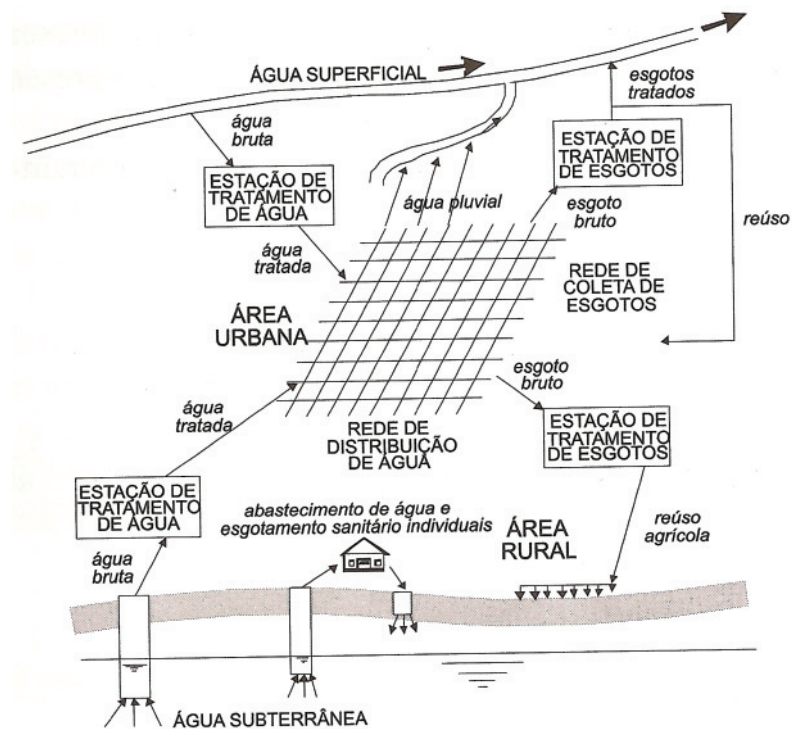 ÁGUA SUPERFICIAL
esgotos
tratados
água
bruta
ESTAÇÃO DE
TRATAMENTO
DE ESGOTOS
ESTAÇÃO DE
TRATAMENTO
DE ÁGUA
água pluvial
esgoto
bruto
reúso
água
tratada
REDE DE
COLETA DE
ESGOTOS
ÁREA
URBANA
esgoto
bruto
água
tratada
REDE DE
DISTRIBUIÇÃO
DE ÁGUA
ESTAÇÃO DE
TRATAMENTO
DE ESGOTOS
ESTAÇÃO DE
TRATAMENTO
DE ÁGUA
abastecimento de água e
esgotamento sanitário individuais
ÁREA
RURAL
reúso
agrícola
água
bruta
ÁGUA SUBTERRÂNEA